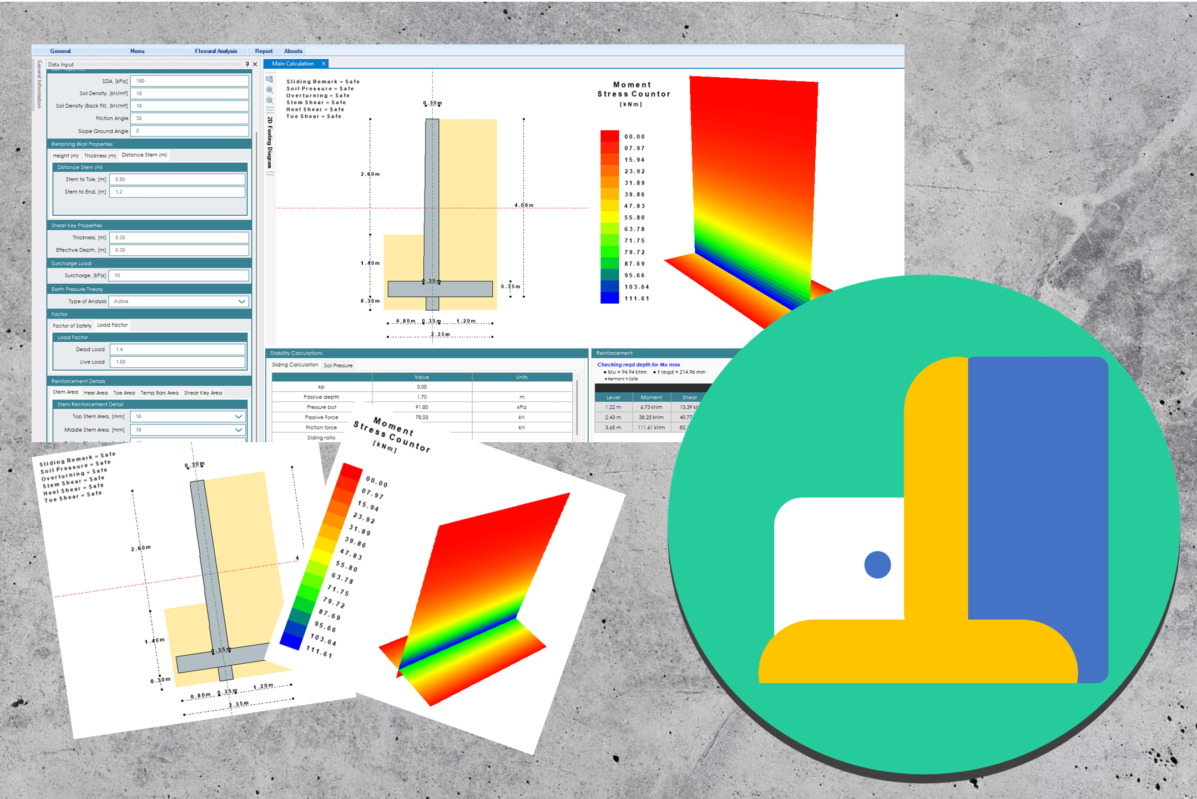 General Menu Flexural Analysis Report Abouts
Data Input
Main Calculation
General Information
SDA, [kPa] 180
Soil Density, [kN/m³] 18
Soil Density (Back Fill), [kN/m³] 18
Friction Angle 30
Slope Ground Angle 0
Retaining Wall Properties
Height (m) Thickness (m) Distance Stem (m)
Distance Stem (m)
Stem to Toe, [m] 0.80
Stem to End, [m] 1.2
Shear Key Properties
Thickness, [m] 0.30
Effective Depth, [m] 0.30
Surcharge Load
Surcharge, [kPa] 10
Earth Pressure Theory
Type of Analysis Active
Factor
Factor of Safety Load Factor
Load Factor
Dead Load 1.4
Live Load 1.60
Reinforcement Details
Stem Area Heel Area Toe Area Temp Bars Area Shear Key Area
Stem Reinforcement Detail
Top Stem Area, [mm]
Middle Stem Area, [mm]
2D Footing Diagram
Sliding Remark = Safe
Soil Pressure = Safe
Overturning = Safe
Stem Shear = Safe
Heel Shear = Safe
Toe Shear = Safe
0.30m
2.60m
4.00m
1.40m
0.35m
0.35m
0.30m
0.80m 0.35m 1.20m
2.35m
Moment
Stress Countor
[kNm]
00.00
07.97
15.94
23.92
31.89
39.86
47.83
55.80
63.78
71.75
79.72
87.69
95.66
103.64
111.61
Stability Calculations
Sliding Calculation Soil Pressure
Value Units
kp 3.00
Passive depth 1.70 m
Pressure bot 91.80 kPa
Passive Force 78.03 kN
Friction force kN
Sliding ratio
Reinforcement
Checking reqd depth for Mu max
• Mu = 94.94 kNm • t reqd = 214.96 mm
• Remark = Safe
Lever Moment Shear
1.22 m 6.73 kNm 13.39
2.43 m 38.25 kNm 40.77
3.65 m 111.61 kNm 82.
Sliding Remark = Safe
Soil Pressure = Safe
Overturning = Safe
Stem Shear = Safe
Heel Shear = Safe
Toe Shear = Safe
0.30m
2.60m
4
1.40m
0.35m
0.30m
0.80m 0.35m 1.20m
2.35m
Moment
Stress Countor
[kNm]
00.00
07.97
15.94
23.92
31.89
39.86
47.83
55.80
63.78
71.75
79.72
87.69
95.66
103.64
111.61